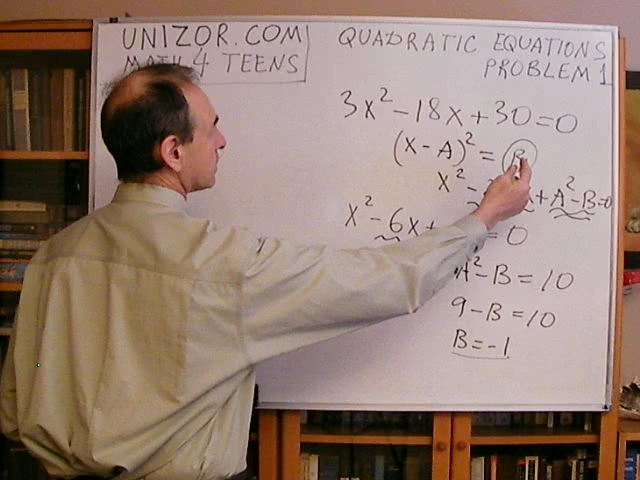 UNIZOR.COM
MATH 4 TEENS
QUADRATIC EQUATIONS
PROBLEM 1
3x² - 18x + 30 = 0
(x - A)² = B
x² - + A² - B = 0
x² - 6x + = 0
A² - B = 10
9 - B = 10
B = -1